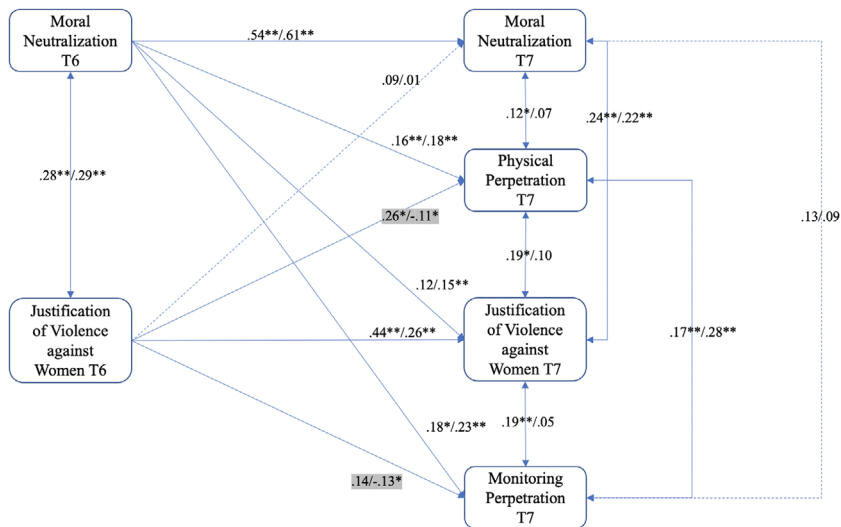 Moral
Neutralization
T6
Moral
Neutralization
T7
.54**/.61**
.09/.01
.12*/.07
.24**/.22**
.16**/.18**
Physical
Perpetration
T7
.28**/.29**
.26*/-.11*
.13/.09
.19*/.10
.12/.15**
Justification
of Violence
against
Women T6
Justification
of Violence
against
Women T7
.44**/.26**
.17**/.28**
.18*/.23**
.19**/.05
.14/-.13*
Monitoring
Perpetration
T7